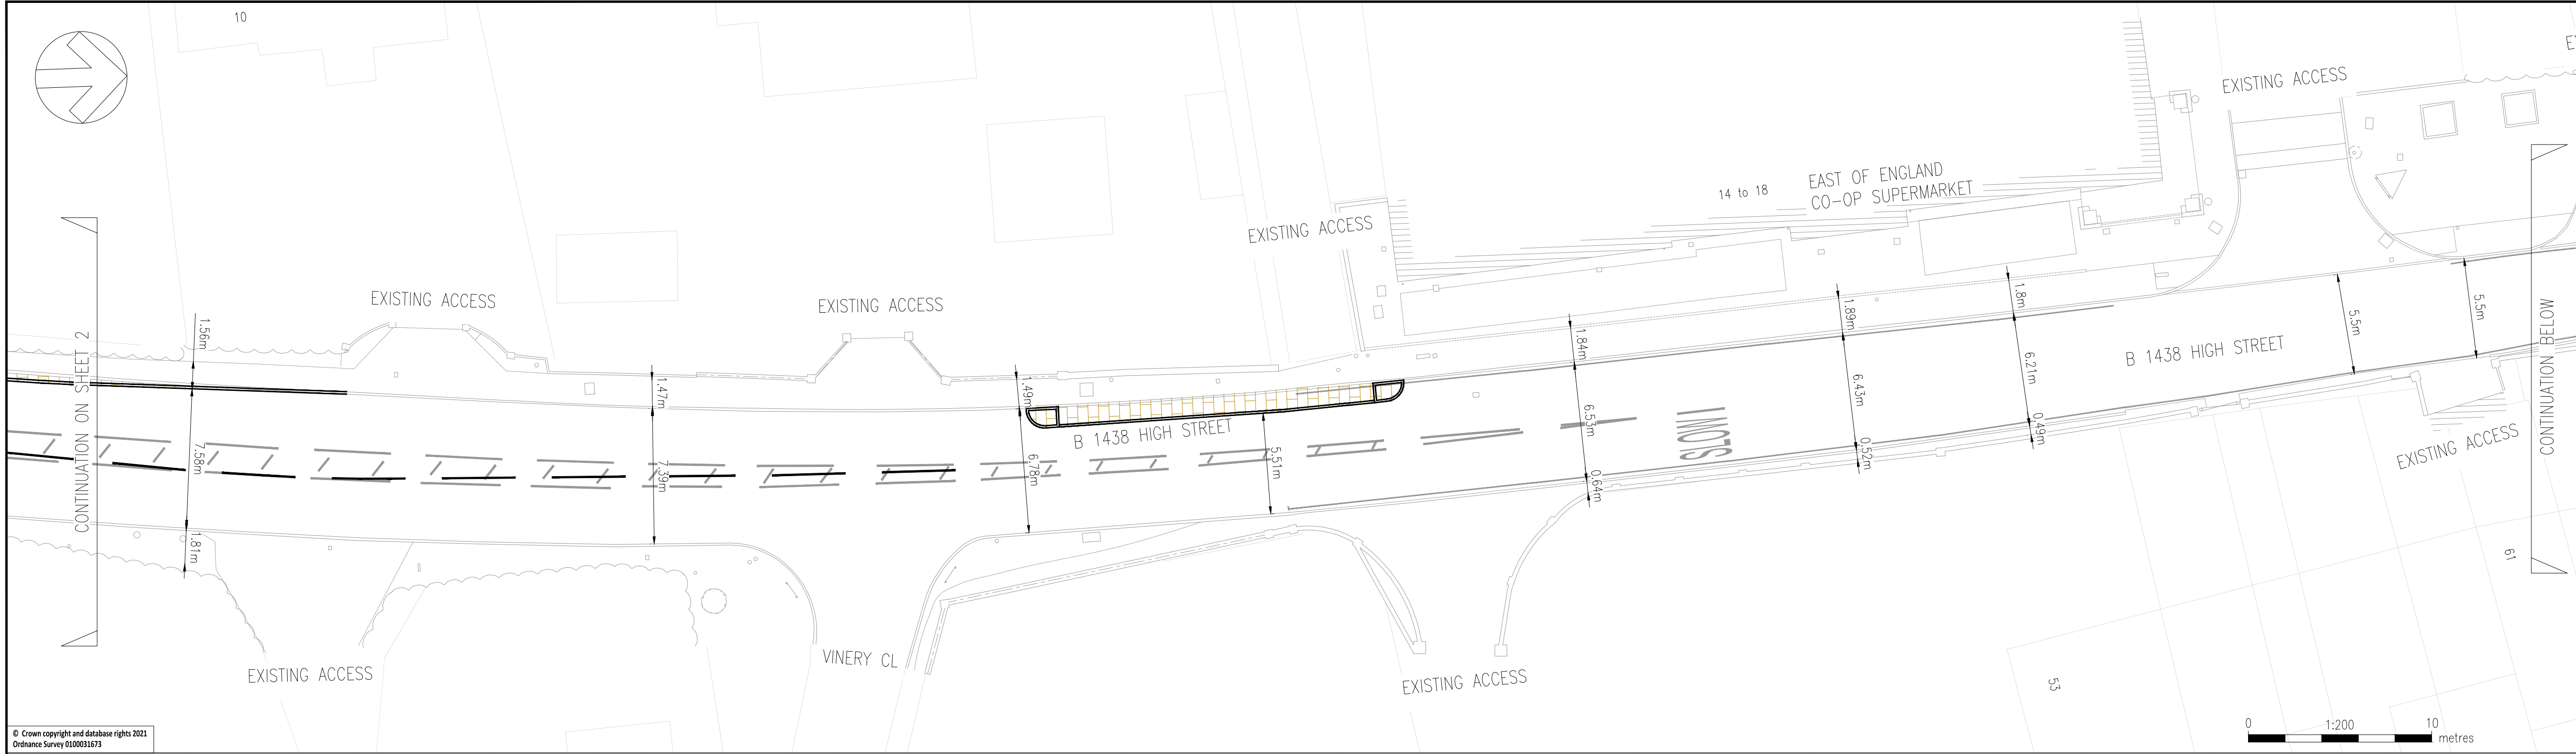 10
EXISTING ACCESS
EXISTING ACCESS
14 to 18
EAST OF ENGLAND
CO-OP SUPERMARKET
EXISTING ACCESS
EXISTING ACCESS
EXISTING ACCESS
CONTINUATION ON SHEET 2
1.56m
7.58m
1.81m
1.47m
7.39m
1.49m
6.78m
B 1438 HIGH STREET
5.51m
1.84m
6.53m
0.64m
SLOW
1.89m
6.43m
0.52m
1.8m
6.21m
0.49m
B 1438 HIGH STREET
5.5m
5.5m
CONTINUATION BELOW
EXISTING ACCESS
61
EXISTING ACCESS
VINERY CL
EXISTING ACCESS
53
0 1:200 10
metres
© Crown copyright and database rights 2021
Ordnance Survey 0100031673